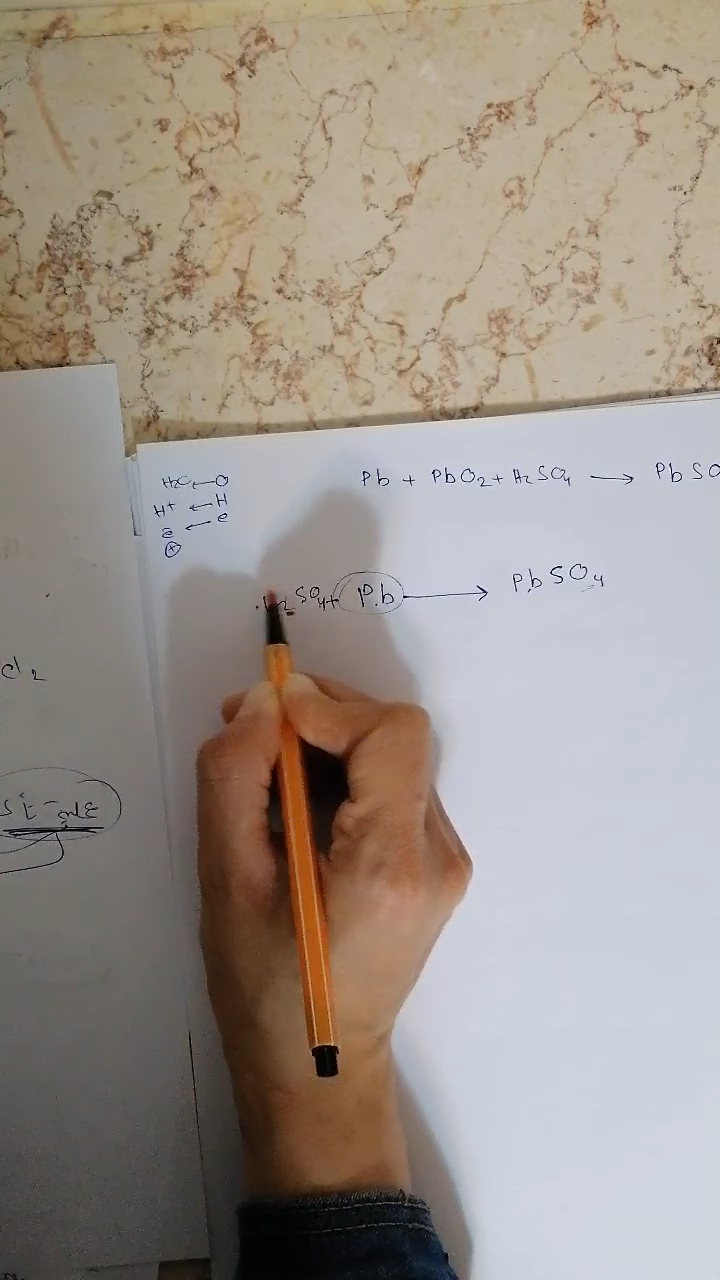 H₂O ← O
H⁺ ← H
e ← e
⊕
Pb + PbO₂ + H₂SO₄ → PbSO
H₂SO₄ + Pb → PbSO₄